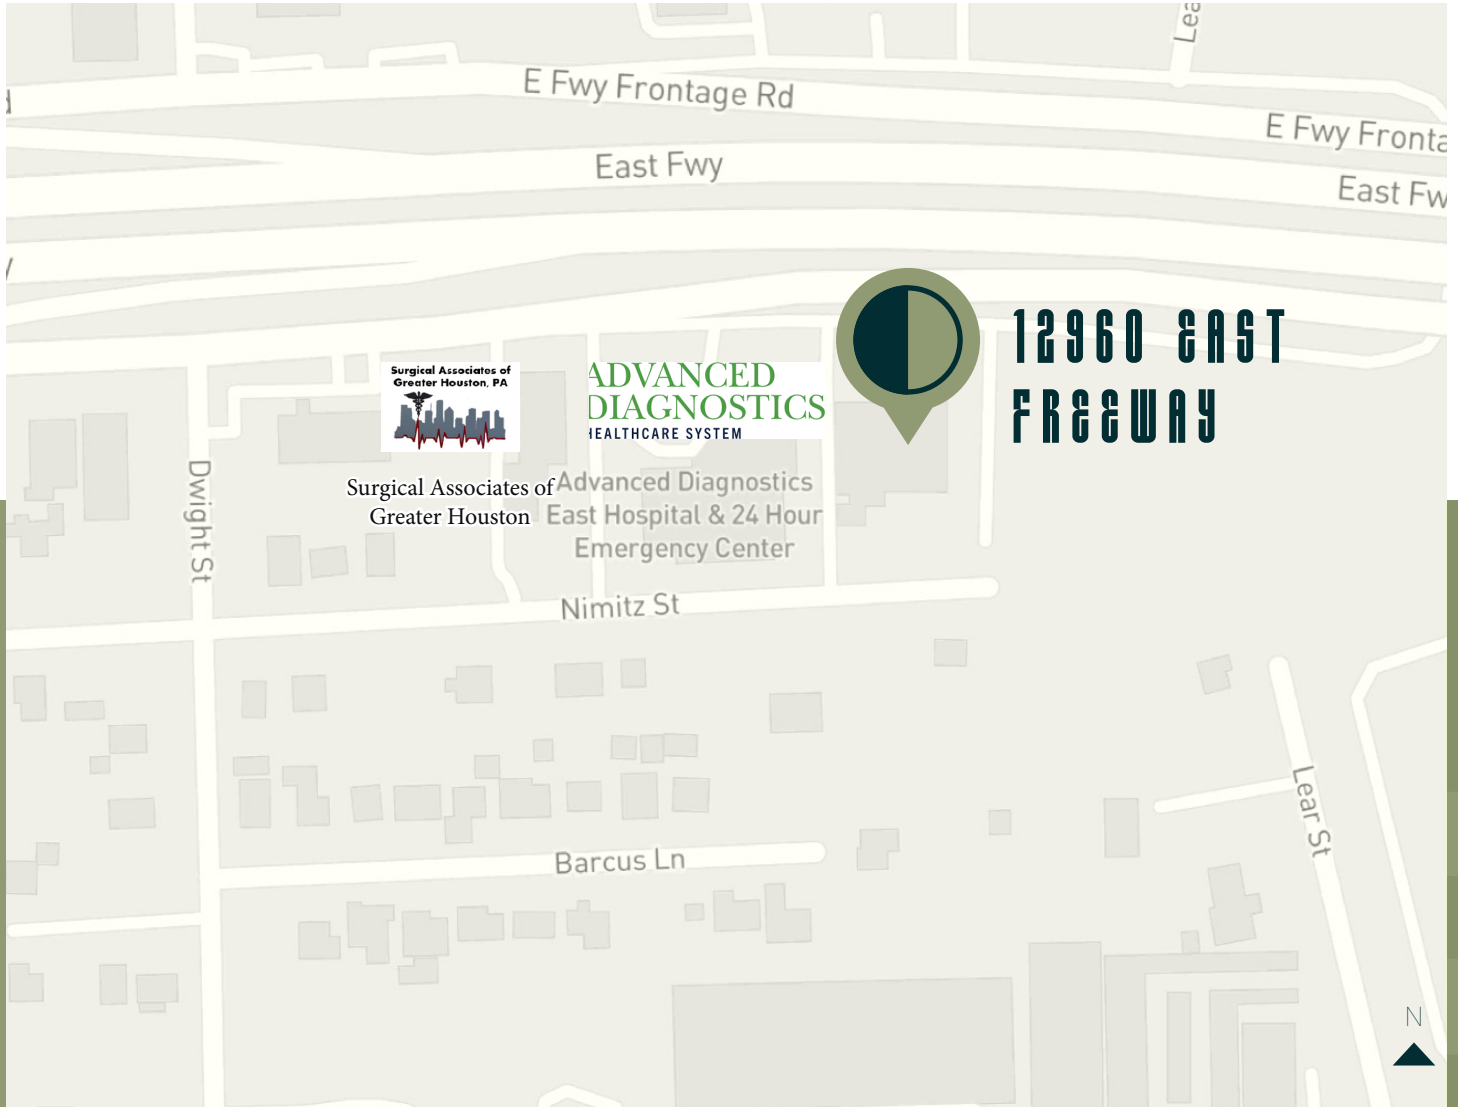 Lea
E Fwy Frontage Rd
E Fwy Fronta
East Fwy
East Fw
12960 EAST
FREEWAY
Surgical Associates of
Greater Houston, PA
ADVANCED
DIAGNOSTICS
HEALTHCARE SYSTEM
Surgical Associates of
Greater Houston
Advanced Diagnostics
East Hospital & 24 Hour
Emergency Center
Dwight St
Nimitz St
Lear St
Barcus Ln
N